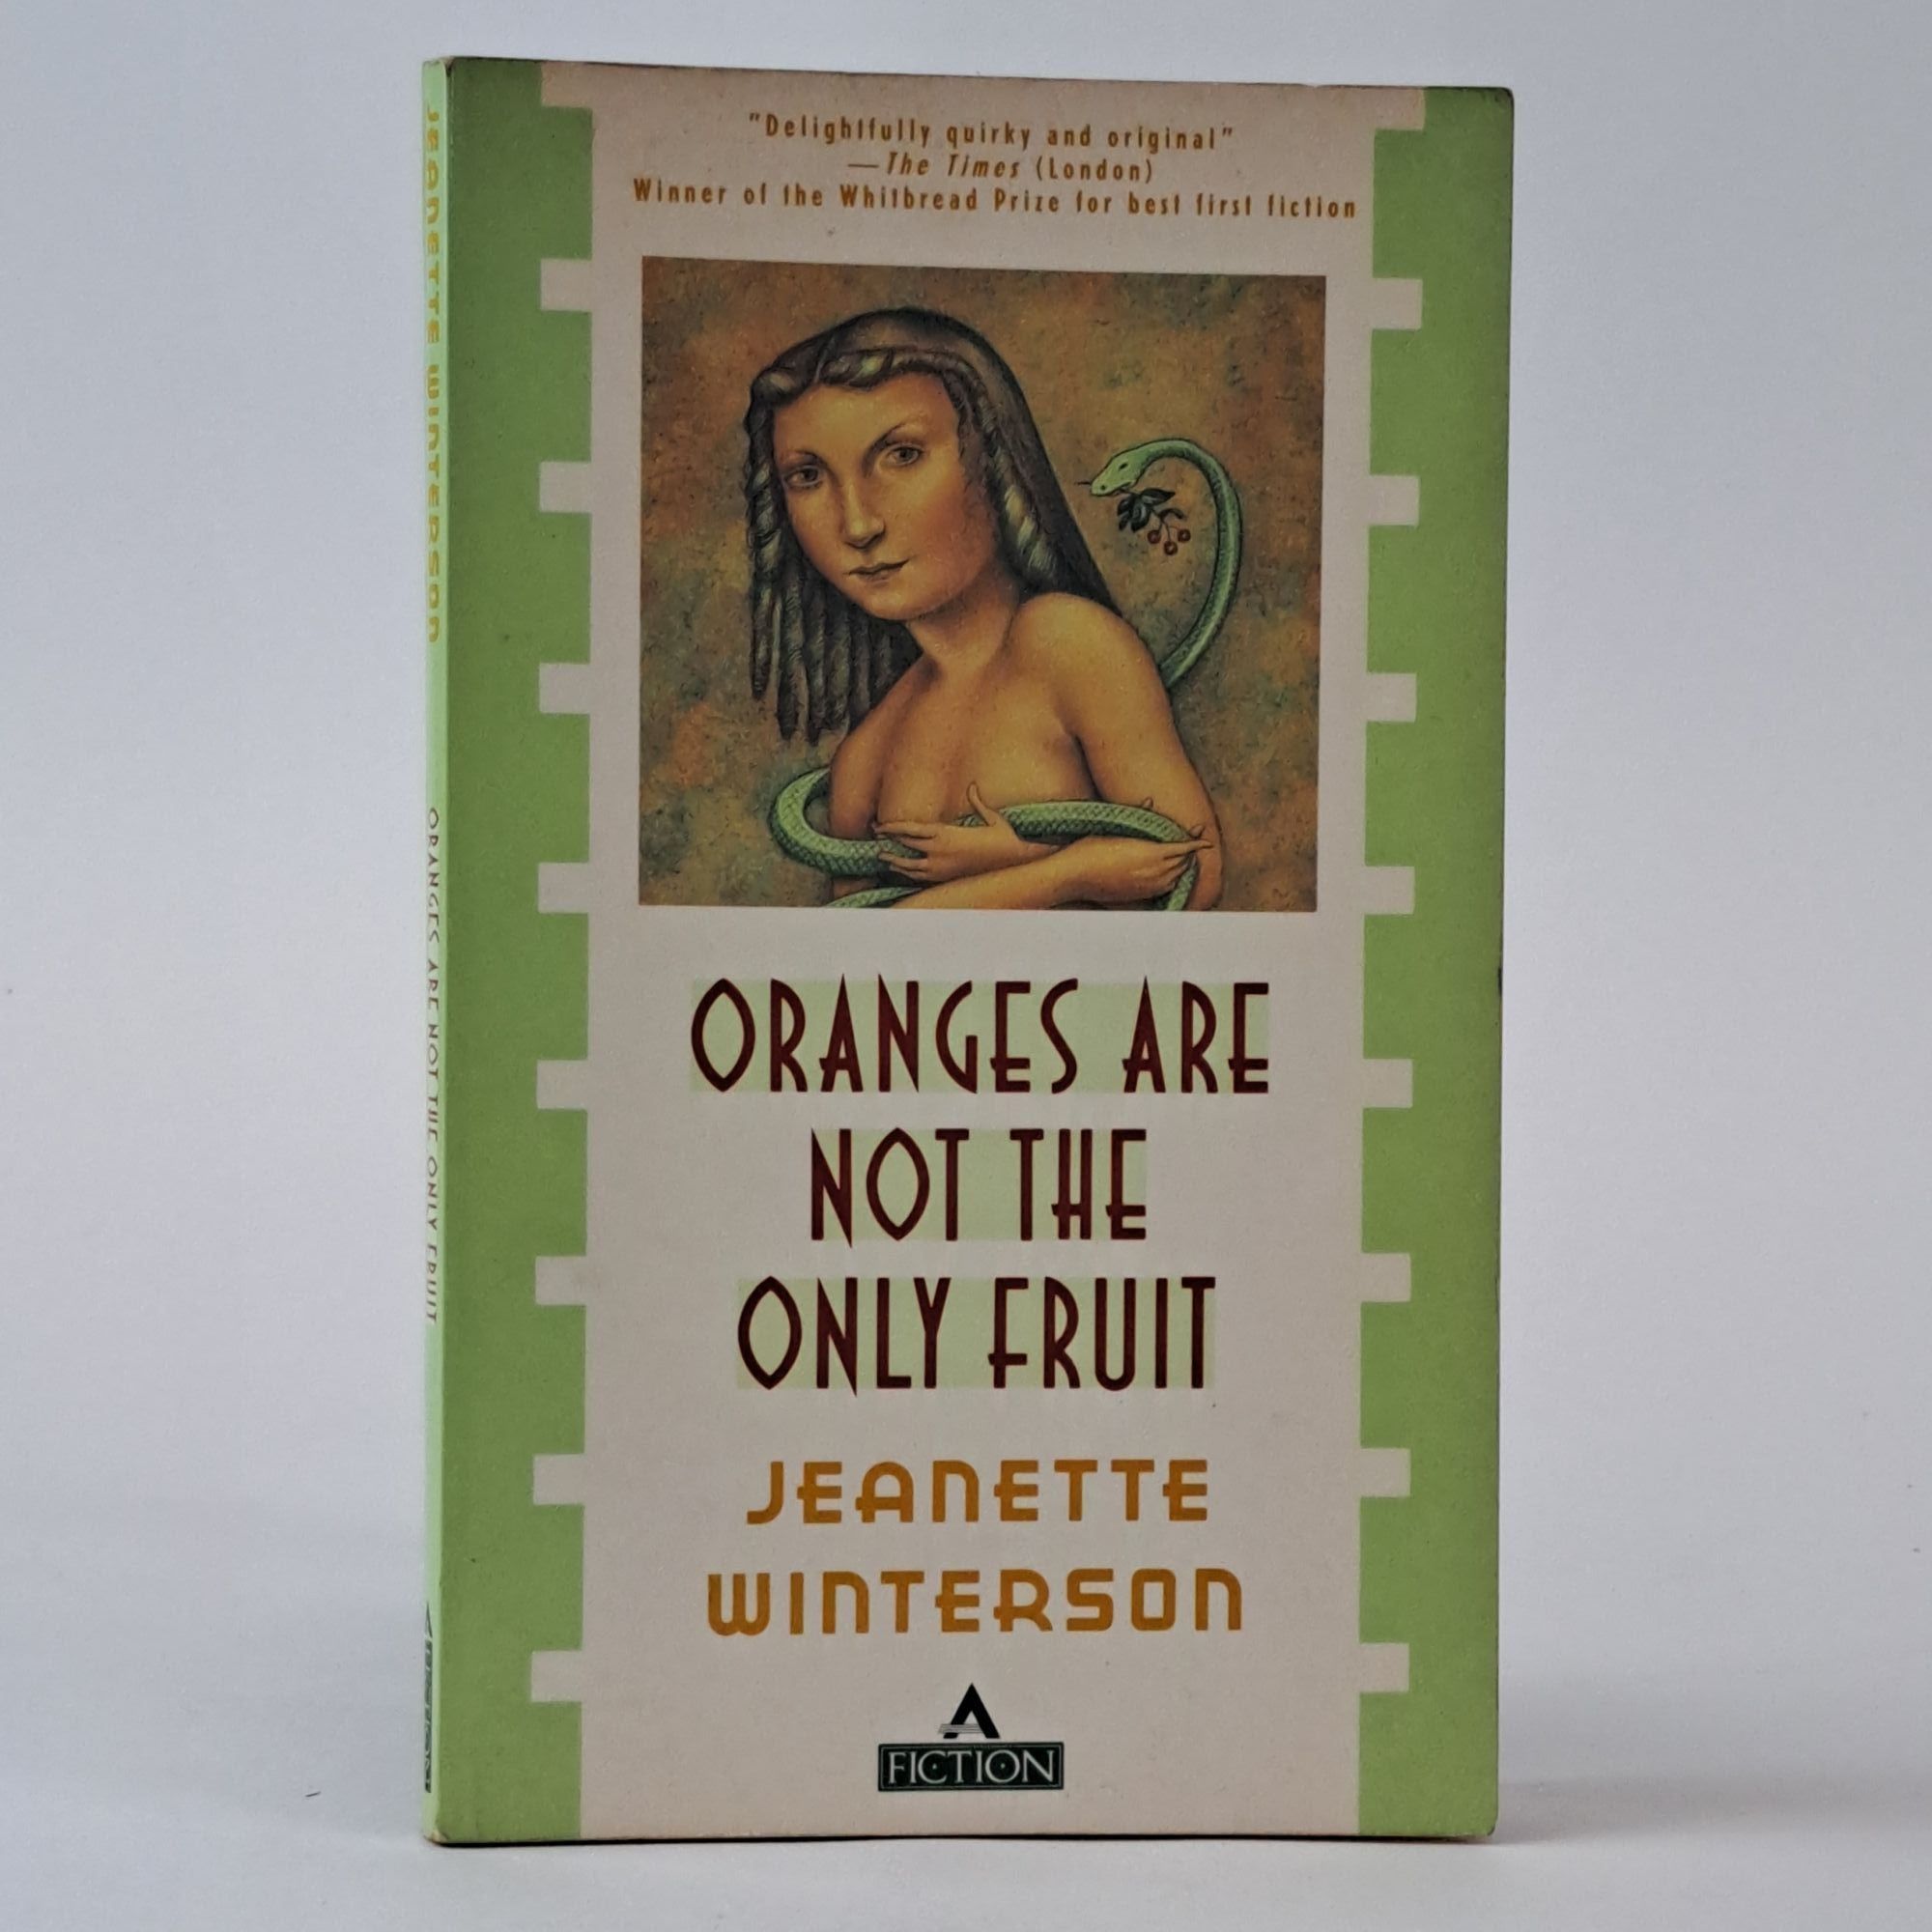 "Delightfully quirky and original"
—The Times (London)
Winner of the Whitbread Prize for best first fiction
ORANGES ARE
NOT THE
ONLY FRUIT
JEANETTE
WINTERSON
A
FICTION
JEANETTE WINTERSON
ORANGES ARE NOT THE ONLY FRUIT